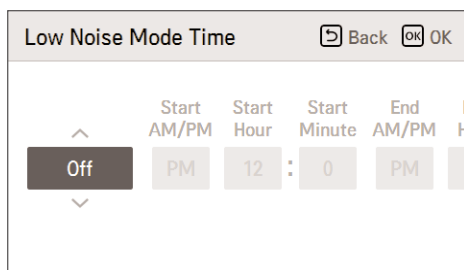 Low Noise Mode Time Back OK OK
Start Start Start End
AM/PM Hour Minute AM/PM
Off PM 12 : 0 PM